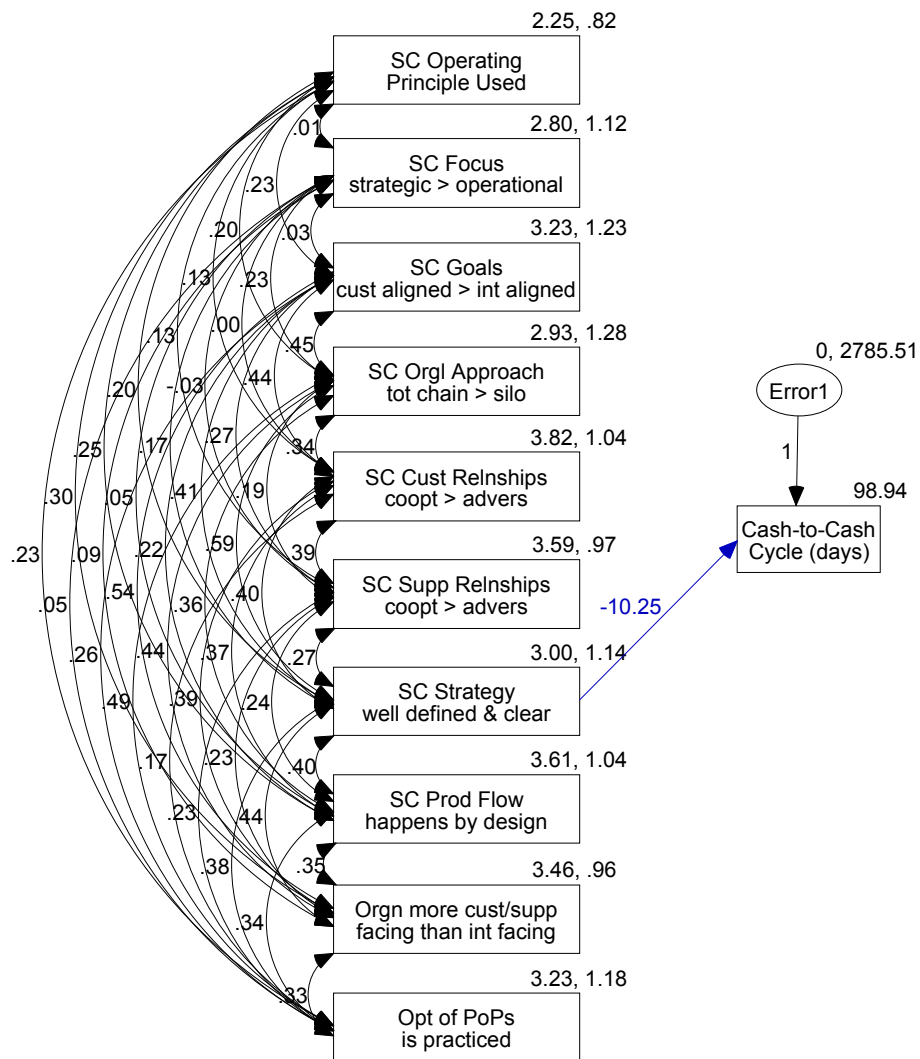 2.25, .82
SC Operating
Principle Used
.01
2.80, 1.12
SC Focus
strategic > operational
.23
.03
3.23, 1.23
SC Goals
cust aligned > int aligned
.20
.23
.13
.00
.13
.45
2.93, 1.28
SC Orgl Approach
tot chain > silo
0, 2785.51
Error1
1
-.03
.44
.20
.34
3.82, 1.04
SC Cust Relnships
coopt > advers
.27
.17
.25
.19
.41
.05
.30
98.94
Cash-to-Cash
Cycle (days)
.39
3.59, .97
SC Supp Relnships
coopt > advers
.59
.22
.09
.23
.40
.54
.36
.05
-10.25
.27
3.00, 1.14
SC Strategy
well defined & clear
.37
.44
.26
.24
.39
.49
.40
3.61, 1.04
SC Prod Flow
happens by design
.23
.17
.44
.23
.35
3.46, .96
Orgn more cust/supp
facing than int facing
.38
.34
.33
3.23, 1.18
Opt of PoPs
is practiced